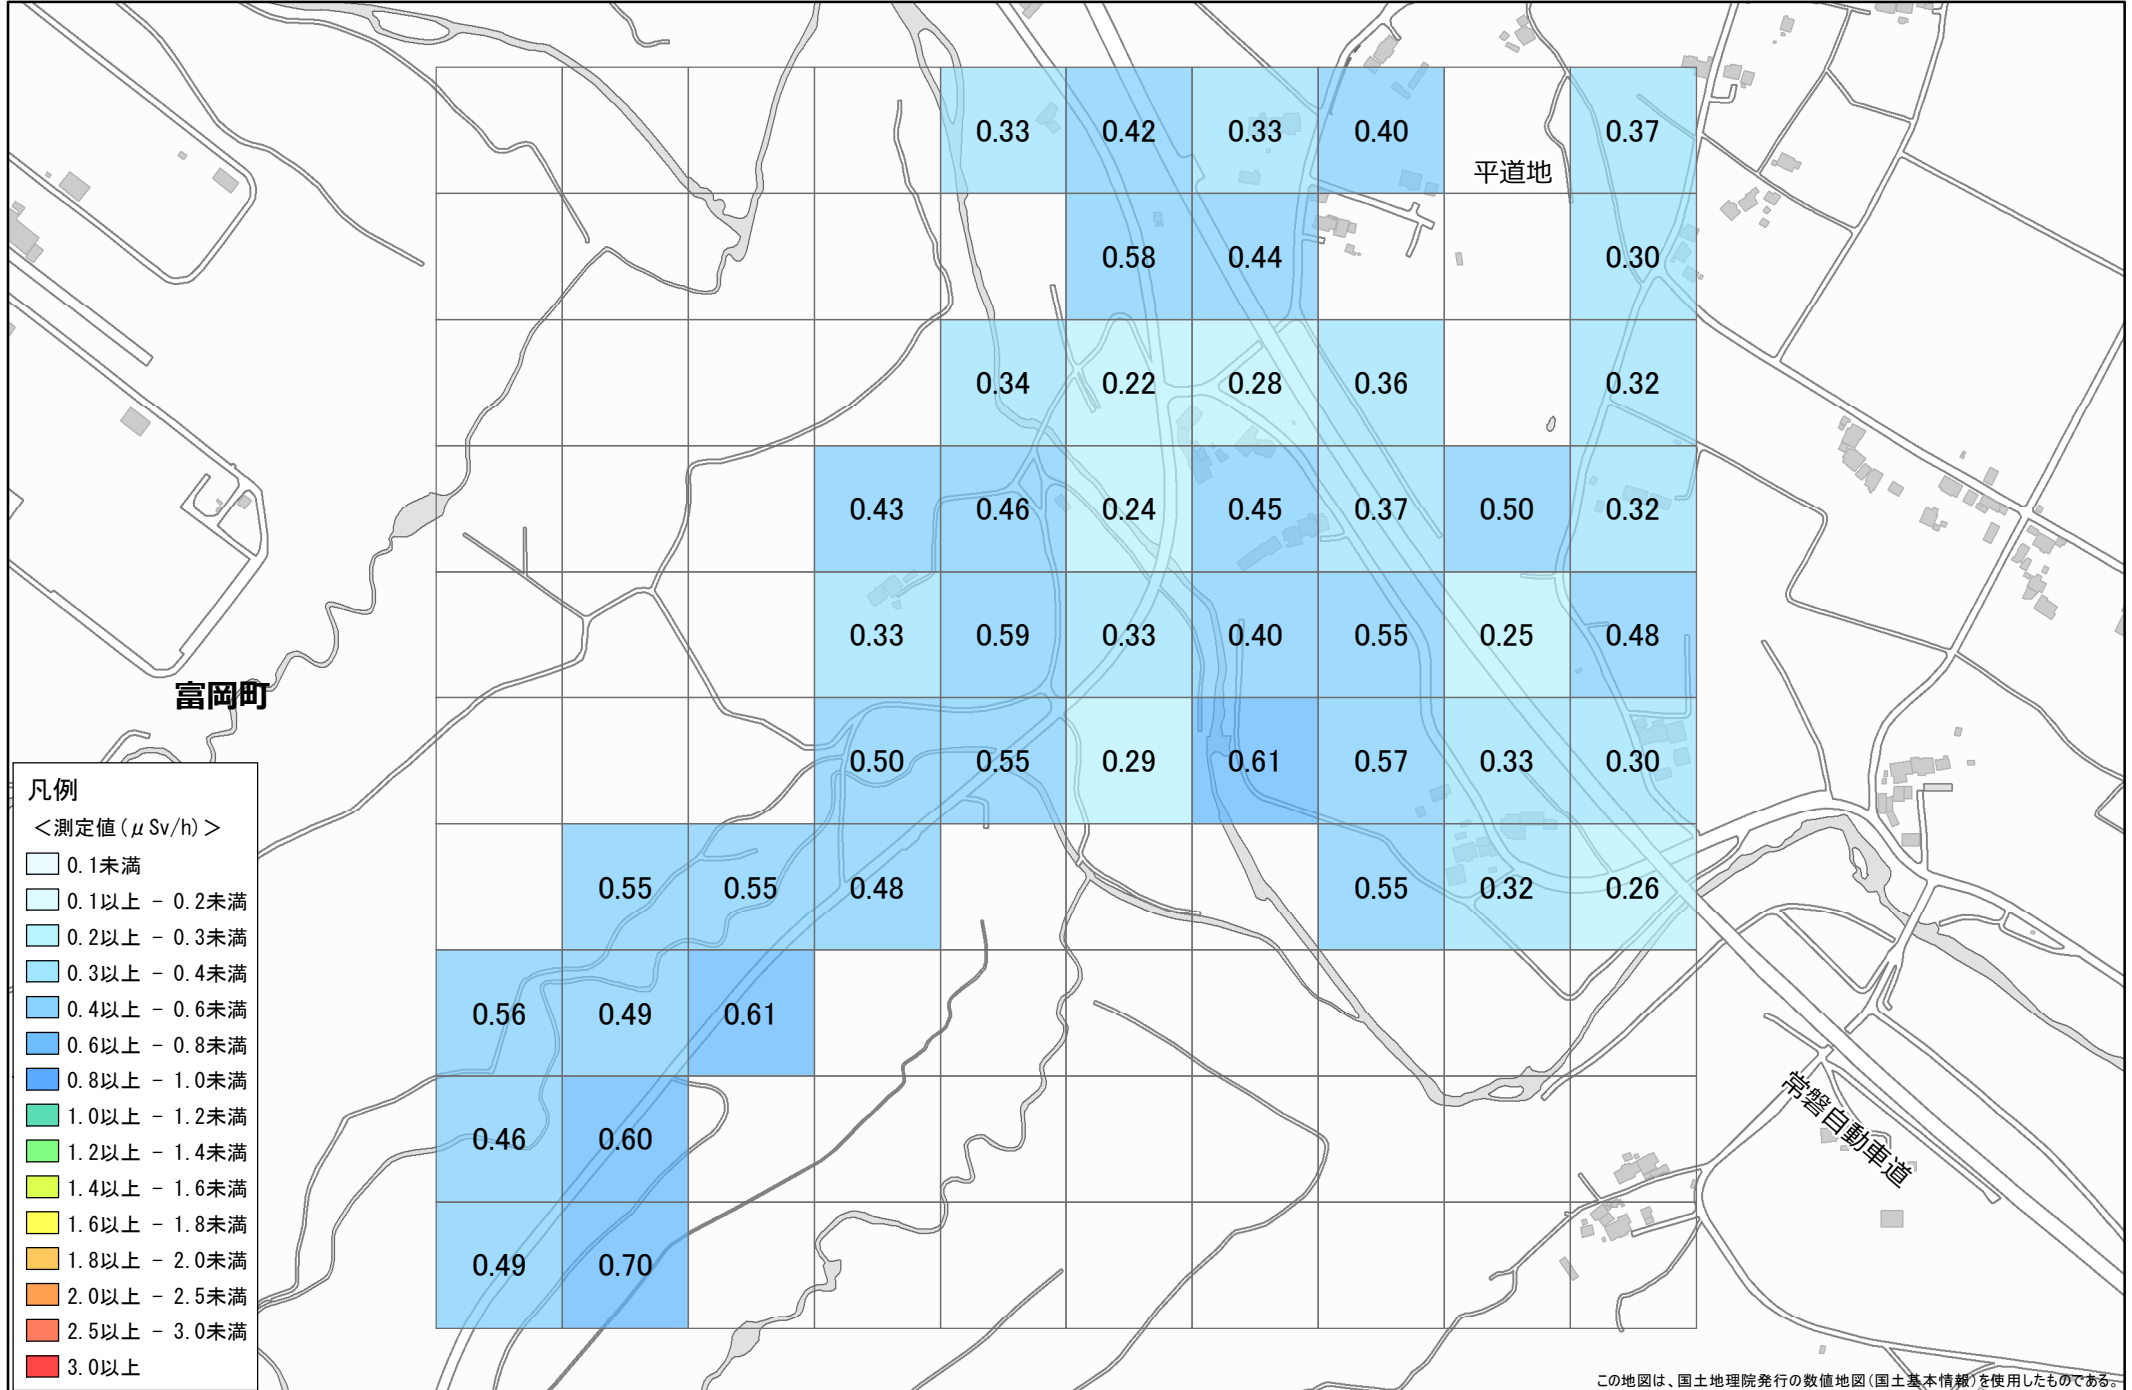 0.33 0.42 0.33 0.40 0.37
平道地
0.58 0.44 0.30
0.34 0.22 0.28 0.36 0.32
0.43 0.46 0.24 0.45 0.37 0.50 0.32
0.33 0.59 0.33 0.40 0.55 0.25 0.48
富岡町
0.50 0.55 0.29 0.61 0.57 0.33 0.30
0.55 0.55 0.48 0.55 0.32 0.26
0.56 0.49 0.61
0.46 0.60
常磐自動車道
0.49 0.70
凡例
<測定値(μSv/h)>
0.1未満
0.1以上 - 0.2未満
0.2以上 - 0.3未満
0.3以上 - 0.4未満
0.4以上 - 0.6未満
0.6以上 - 0.8未満
0.8以上 - 1.0未満
1.0以上 - 1.2未満
1.2以上 - 1.4未満
1.4以上 - 1.6未満
1.6以上 - 1.8未満
1.8以上 - 2.0未満
2.0以上 - 2.5未満
2.5以上 - 3.0未満
3.0以上
この地図は、国土地理院発行の数値地図(国土基本情報)を使用したものである。